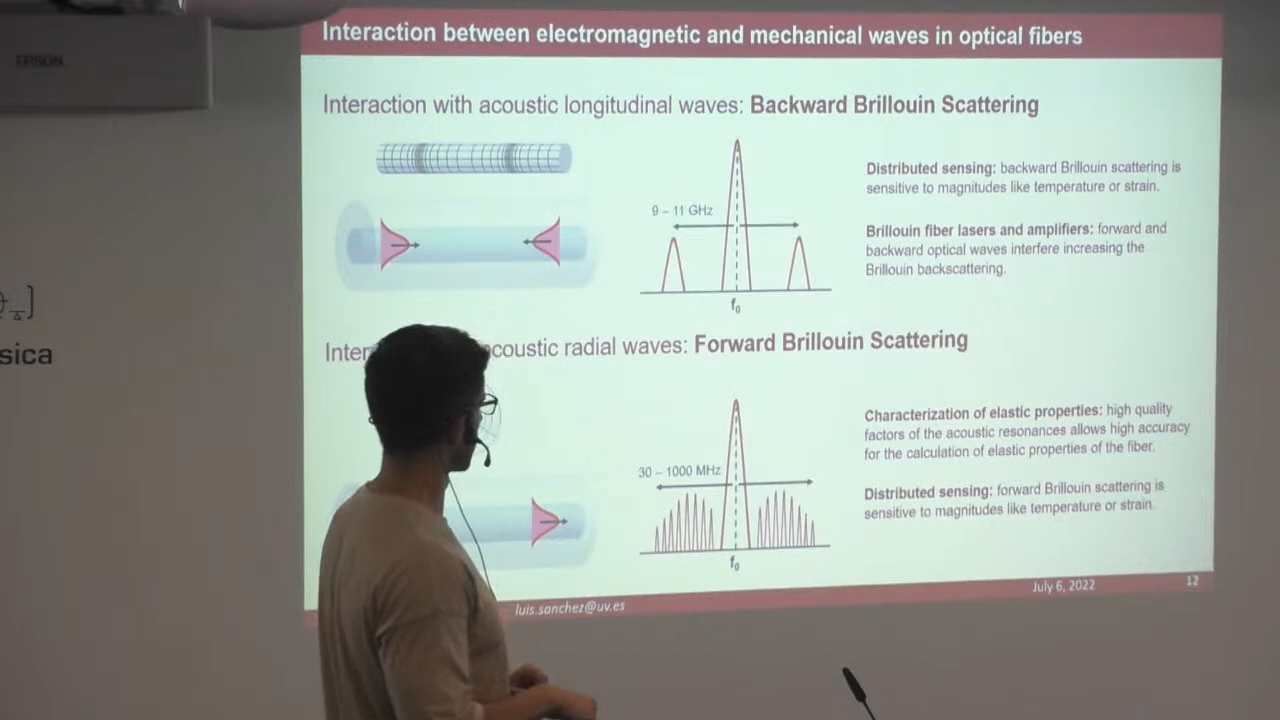 EPSON
Interaction between electromagnetic and mechanical waves in optical fibers
Interaction with acoustic longitudinal waves: Backward Brillouin Scattering
9 – 11 GHz
f0
Distributed sensing: backward Brillouin scattering is
sensitive to magnitudes like temperature or strain.
Brillouin fiber lasers and amplifiers: forward and
backward optical waves interfere increasing the
Brillouin backscattering.
sica
Inter coustic radial waves: Forward Brillouin Scattering
30 – 1000 MHz
f0
Characterization of elastic properties: high quality
factors of the acoustic resonances allows high accuracy
for the calculation of elastic properties of the fiber.
Distributed sensing: forward Brillouin scattering is
sensitive to magnitudes like temperature or strain.
luis.sanchez@uv.es
July 6, 2022
12